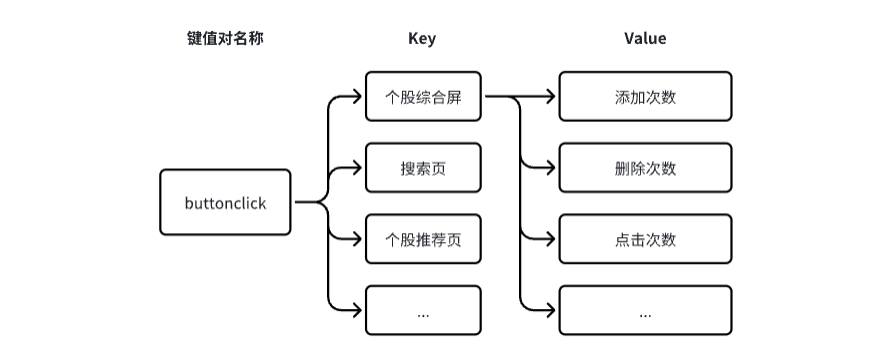 键值对名称
Key
Value
个股综合屏
添加次数
搜索页
删除次数
buttonclick
个股推荐页
点击次数
...
...